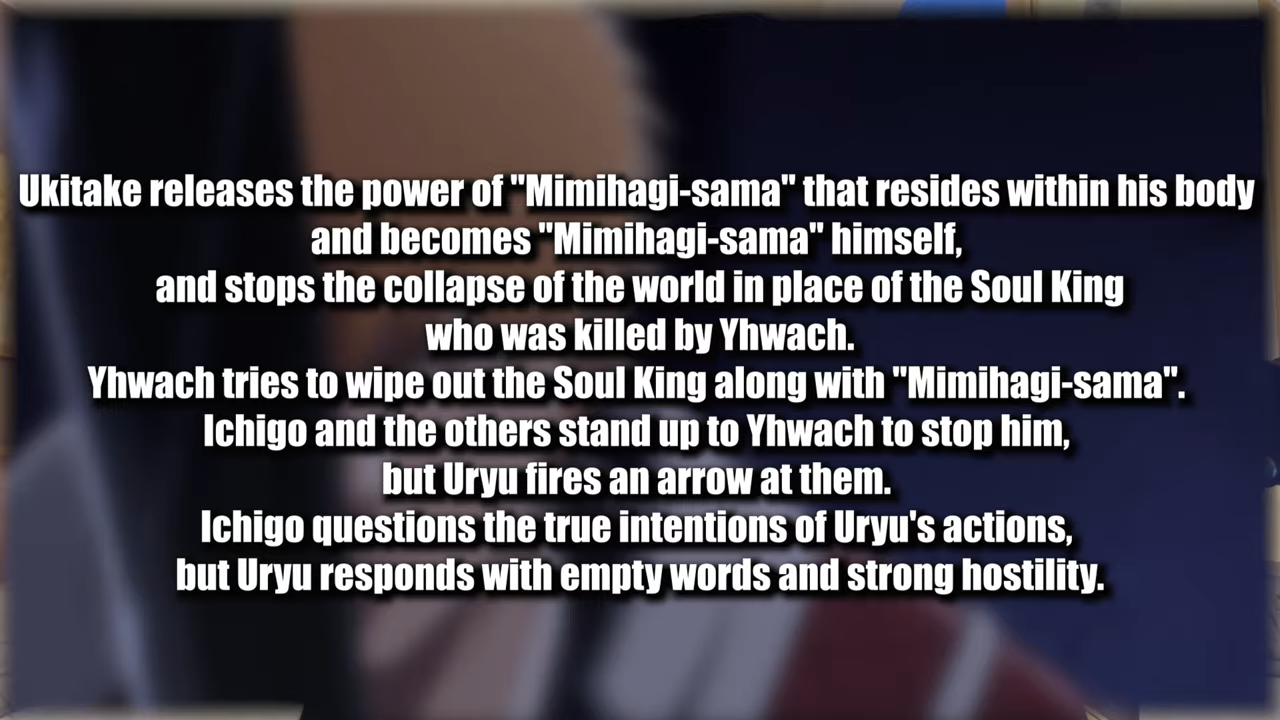 Ukitake releases the power of "Mimihagi-sama" that resides within his body
and becomes "Mimihagi-sama" himself,
and stops the collapse of the world in place of the Soul King
who was killed by Yhwach.
Yhwach tries to wipe out the Soul King along with "Mimihagi-sama".
Ichigo and the others stand up to Yhwach to stop him,
but Uryu fires an arrow at them.
Ichigo questions the true intentions of Uryu's actions,
but Uryu responds with empty words and strong hostility.